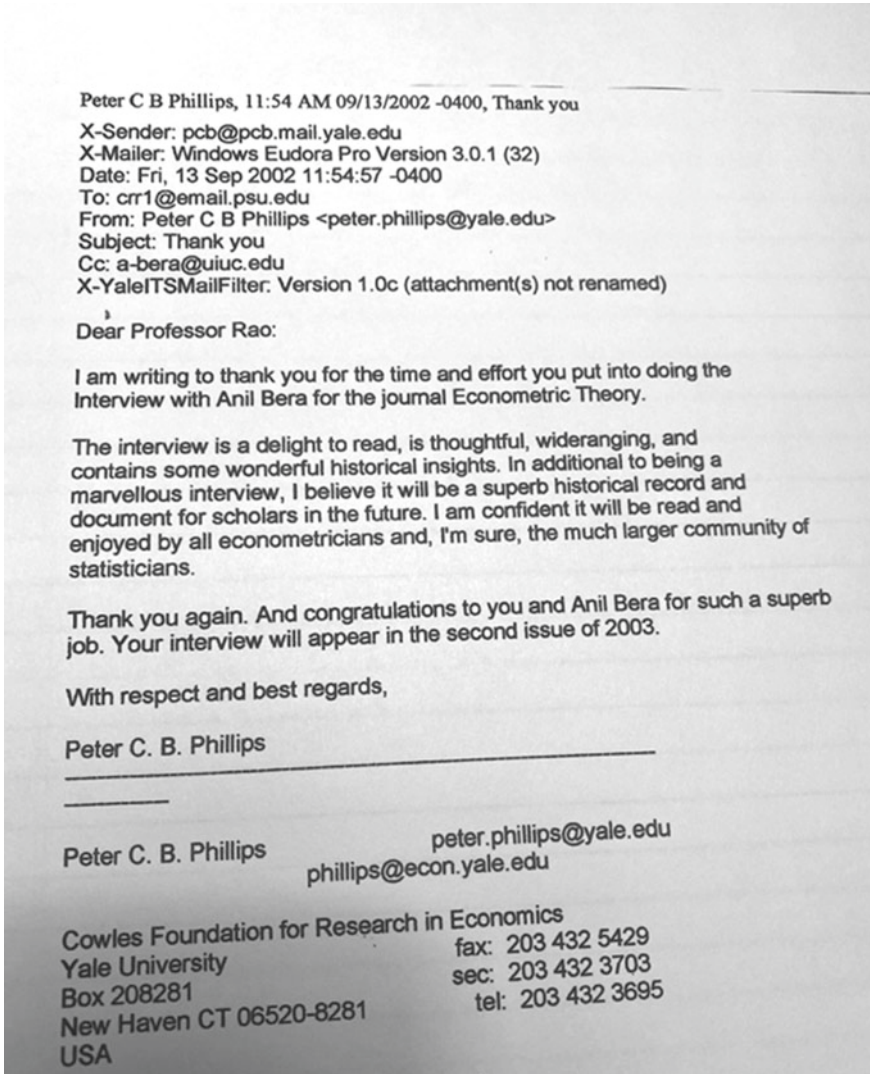 Peter C B Phillips, 11:54 AM 09/13/2002 -0400, Thank you
X-Sender: pcb@pcb.mail.yale.edu
X-Mailer: Windows Eudora Pro Version 3.0.1 (32)
Date: Fri, 13 Sep 2002 11:54:57 -0400
To: crr1@email.psu.edu
From: Peter C B Phillips <peter.phillips@yale.edu>
Subject: Thank you
Cc: a-bera@uiuc.edu
X-YaleITSMailFilter: Version 1.0c (attachment(s) not renamed)
Dear Professor Rao:
I am writing to thank you for the time and effort you put into doing the
Interview with Anil Bera for the journal Econometric Theory.
The interview is a delight to read, is thoughtful, wideranging, and
contains some wonderful historical insights. In additional to being a
marvellous interview, I believe it will be a superb historical record and
document for scholars in the future. I am confident it will be read and
enjoyed by all econometricians and, I'm sure, the much larger community of
statisticians.
Thank you again. And congratulations to you and Anil Bera for such a superb
job. Your interview will appear in the second issue of 2003.
With respect and best regards,
Peter C. B. Phillips
Peter C. B. Phillips peter.phillips@yale.edu
phillips@econ.yale.edu
Cowles Foundation for Research in Economics
Yale University fax: 203 432 5429
Box 208281 sec: 203 432 3703
New Haven CT 06520-8281 tel: 203 432 3695
USA